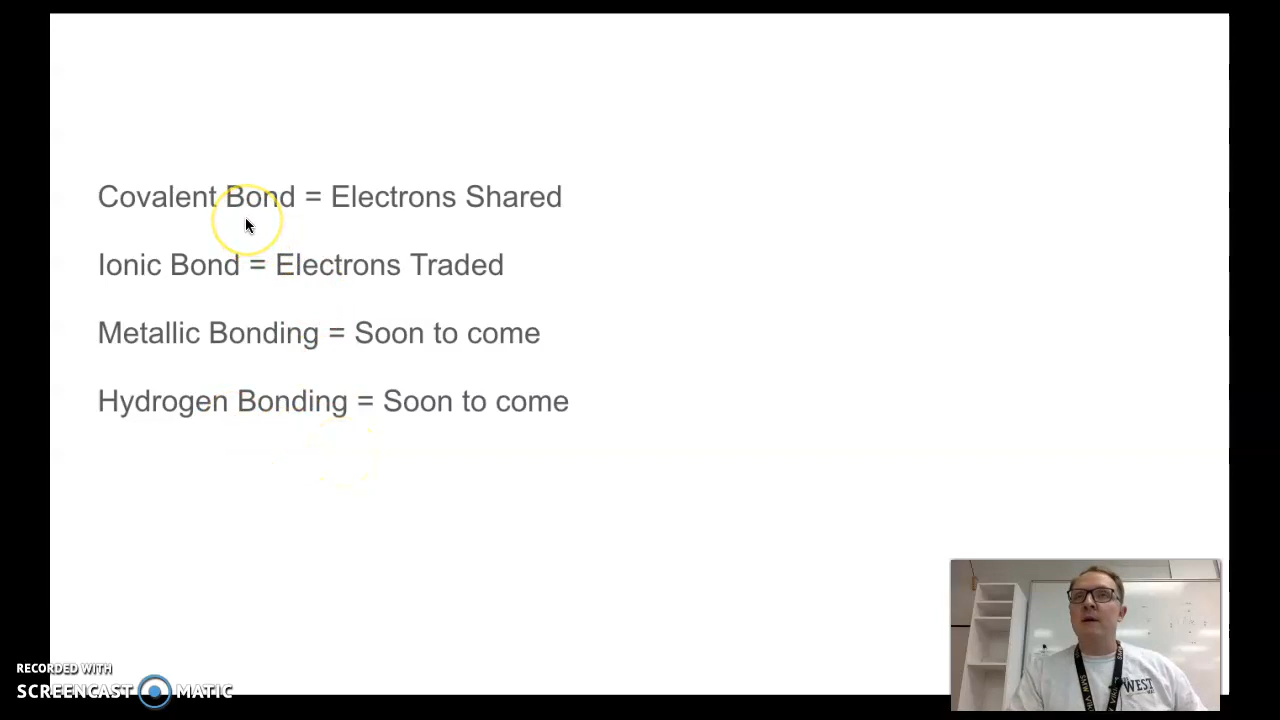 Covalent Bond = Electrons Shared
Ionic Bond = Electrons Traded
Metallic Bonding = Soon to come
Hydrogen Bonding = Soon to come
RECORDED WITH
SCREENCAST MATIC
WEST